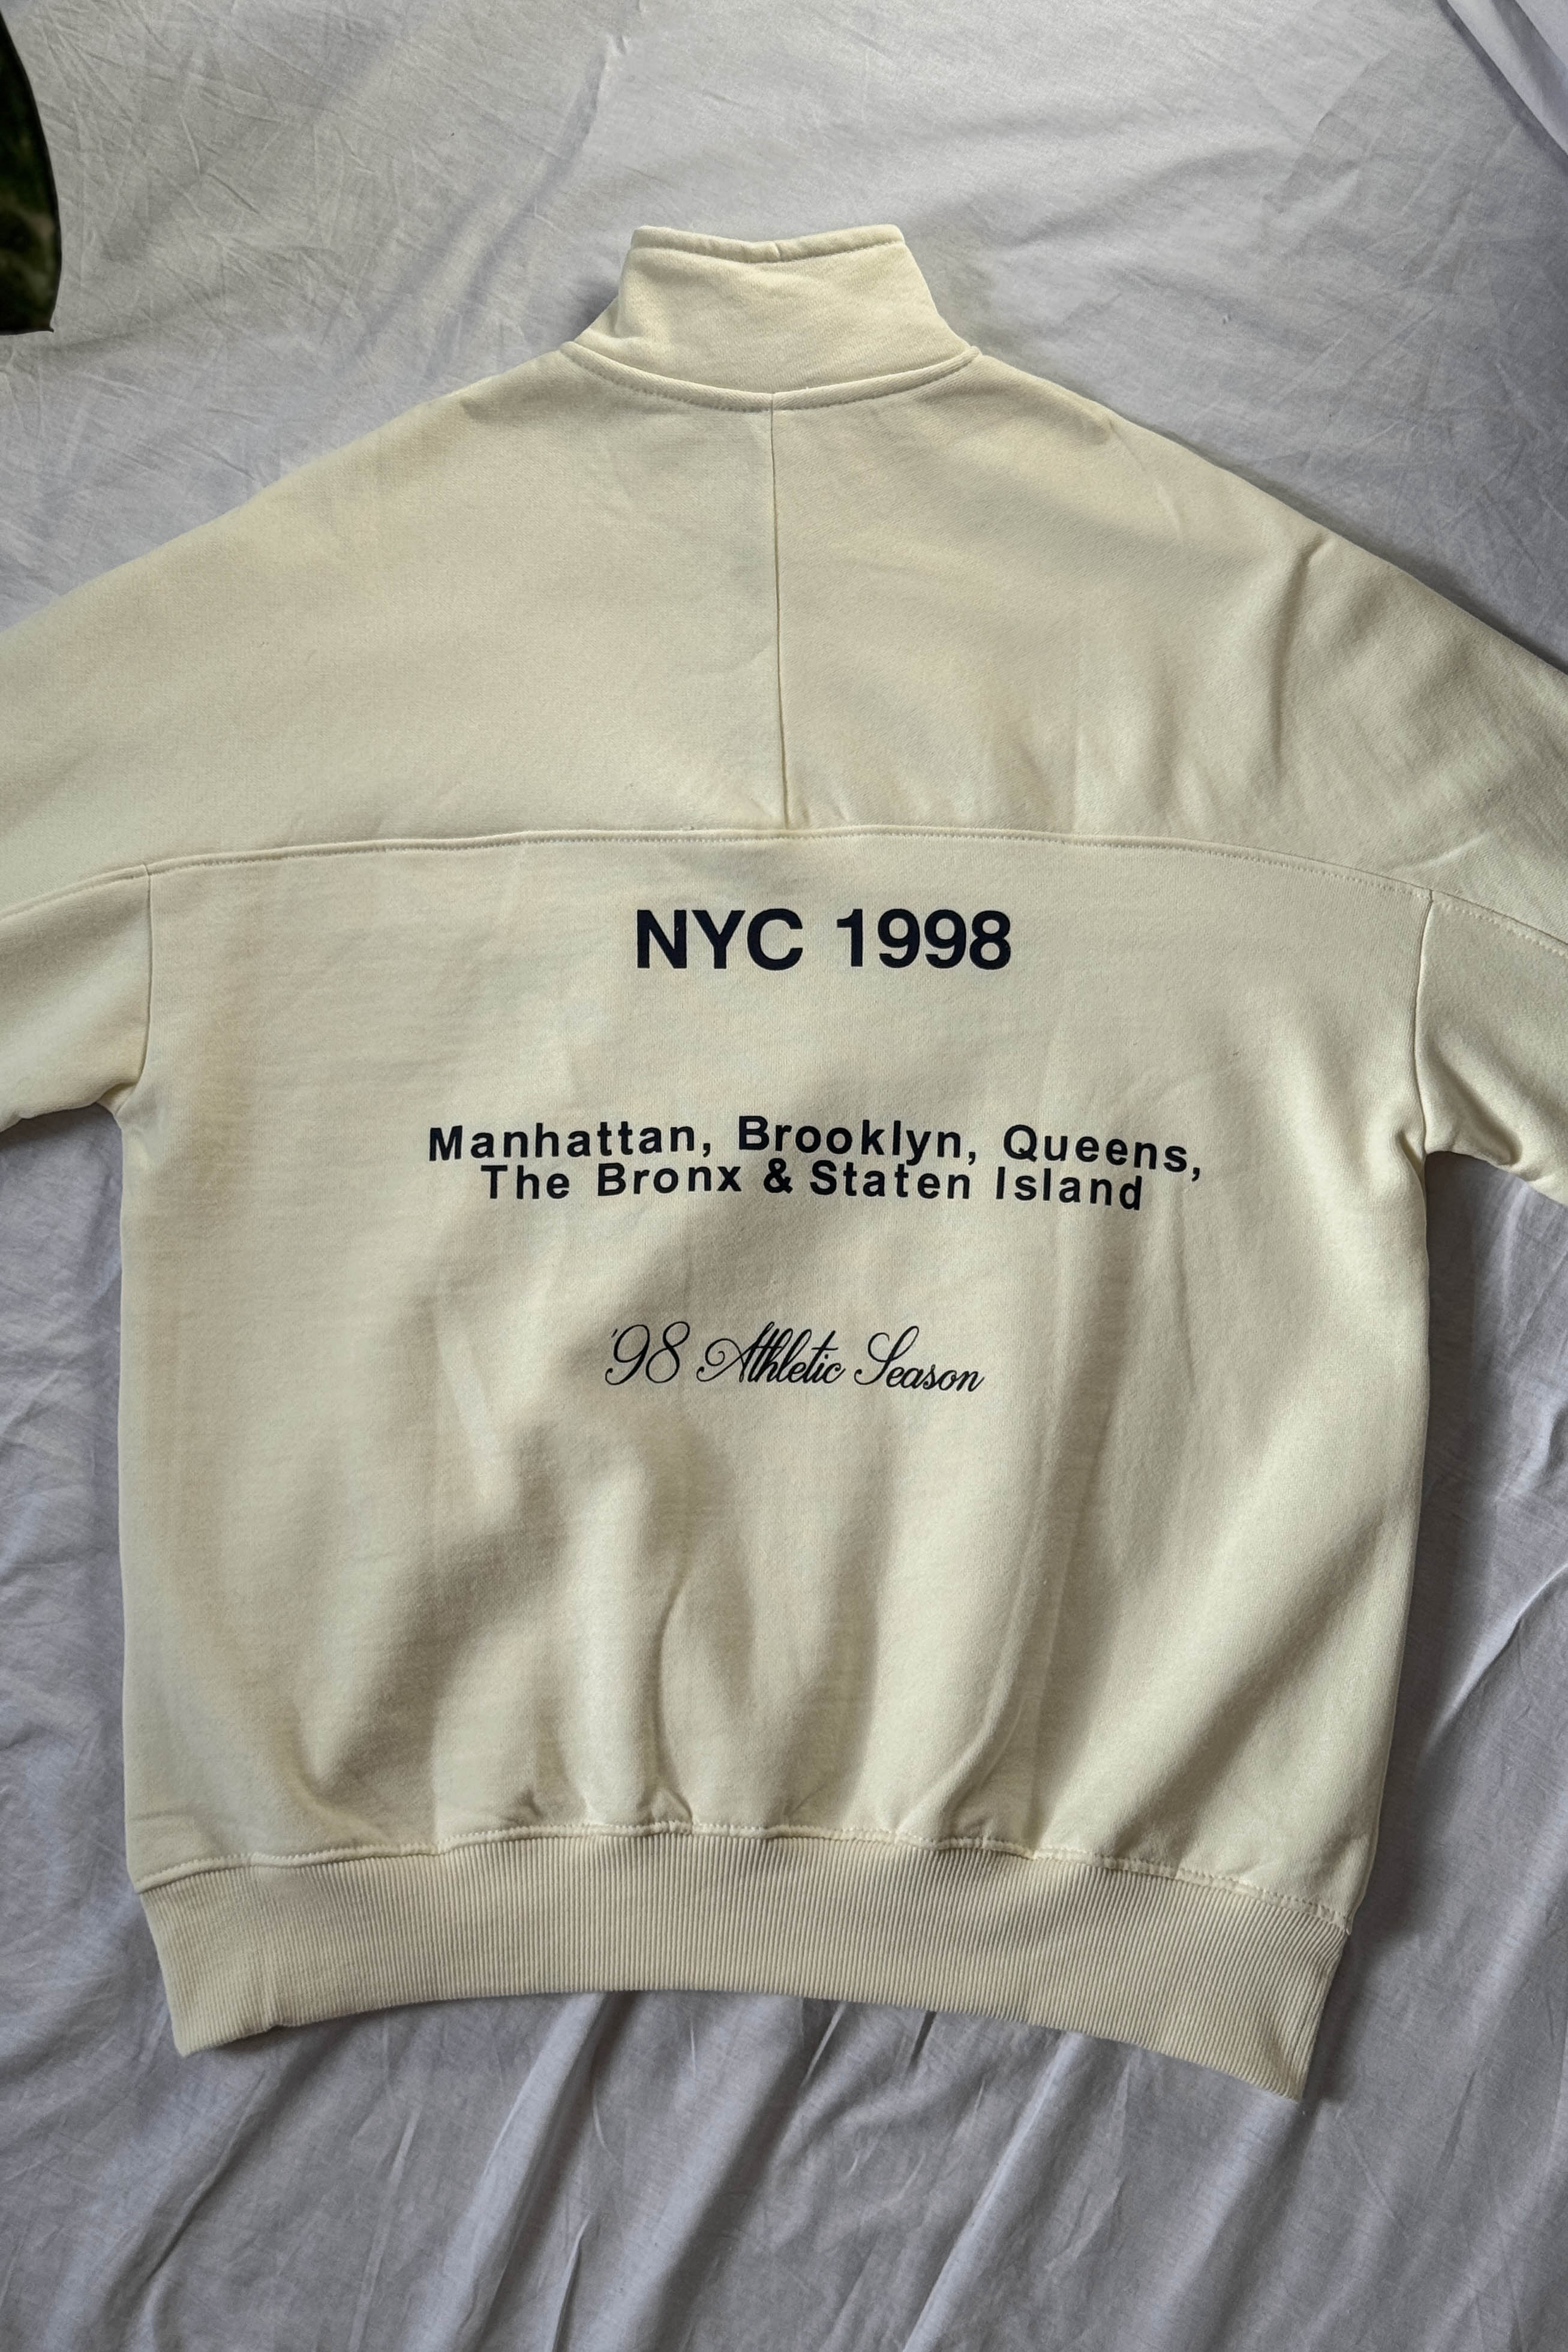 NYC 1998
Manhattan, Brooklyn, Queens,
The Bronx & Staten Island
'98 Athletic Season